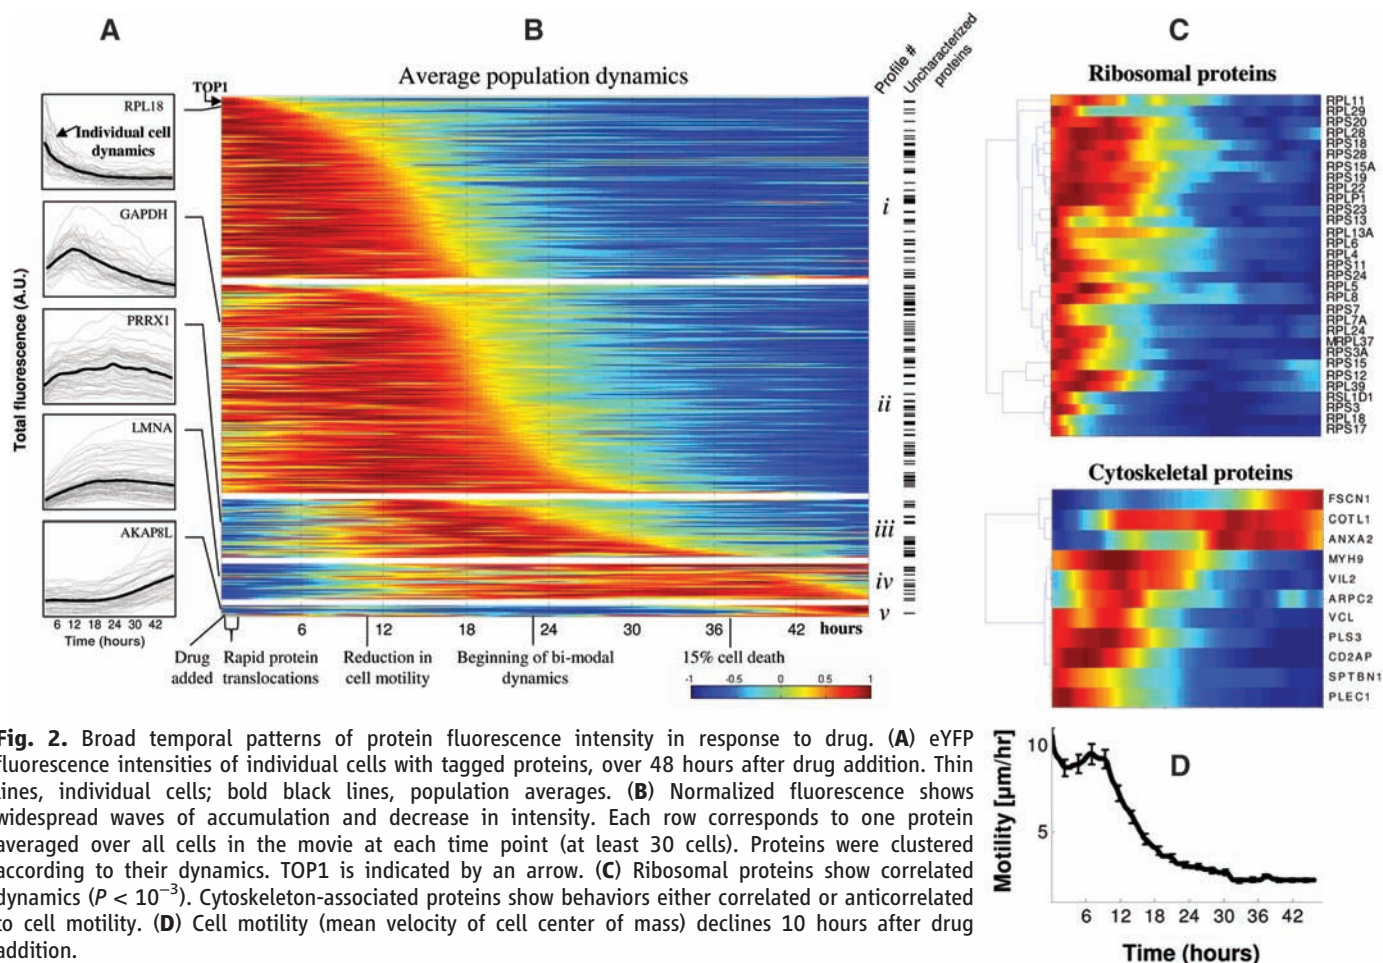 A
B
C
Average population dynamics
Profile #
Uncharacterized
proteins
TOP1
RPL18
Individual cell
dynamics
GAPDH
PRRX1
LMNA
AKAP8L
Total fluorescence (A.U.)
6 12 18 24 30 36 42
Time (hours)
i
ii
iii
iv
v
6 12 18 24 30 36 42 hours
Drug
added
Rapid protein
translocations
Reduction in
cell motility
Beginning of bi-modal
dynamics
15% cell death
-1 -0.5 0 0.5 1
Ribosomal proteins
RPL11
RPL29
RPS20
RPL28
RPS18
RPS28
RPS15A
RPS19
RPL22
RPLP1
RPS23
RPS13
RPL13A
RPL6
RPL4
RPS11
RPS24
RPL5
RPL8
RPS7
RPL7A
RPL24
MRPL37
RPS3A
RPS15
RPS12
RPL39
RSL1D1
RPS3
RPL18
RPS17
Cytoskeletal proteins
FSCN1
COTL1
ANXA2
MYH9
VIL2
ARPC2
VCL
PLS3
CD2AP
SPTBN1
PLEC1
D
Motility [µm/hr]
10
5
6 12 18 24 30 36 42
Time (hours)
Fig. 2. Broad temporal patterns of protein fluorescence intensity in response to drug. (A) eYFP
fluorescence intensities of individual cells with tagged proteins, over 48 hours after drug addition. Thin
lines, individual cells; bold black lines, population averages. (B) Normalized fluorescence shows
widespread waves of accumulation and decrease in intensity. Each row corresponds to one protein
averaged over all cells in the movie at each time point (at least 30 cells). Proteins were clustered
according to their dynamics. TOP1 is indicated by an arrow. (C) Ribosomal proteins show correlated
dynamics (P < 10⁻³). Cytoskeleton-associated proteins show behaviors either correlated or anticorrelated
to cell motility. (D) Cell motility (mean velocity of cell center of mass) declines 10 hours after drug
addition.